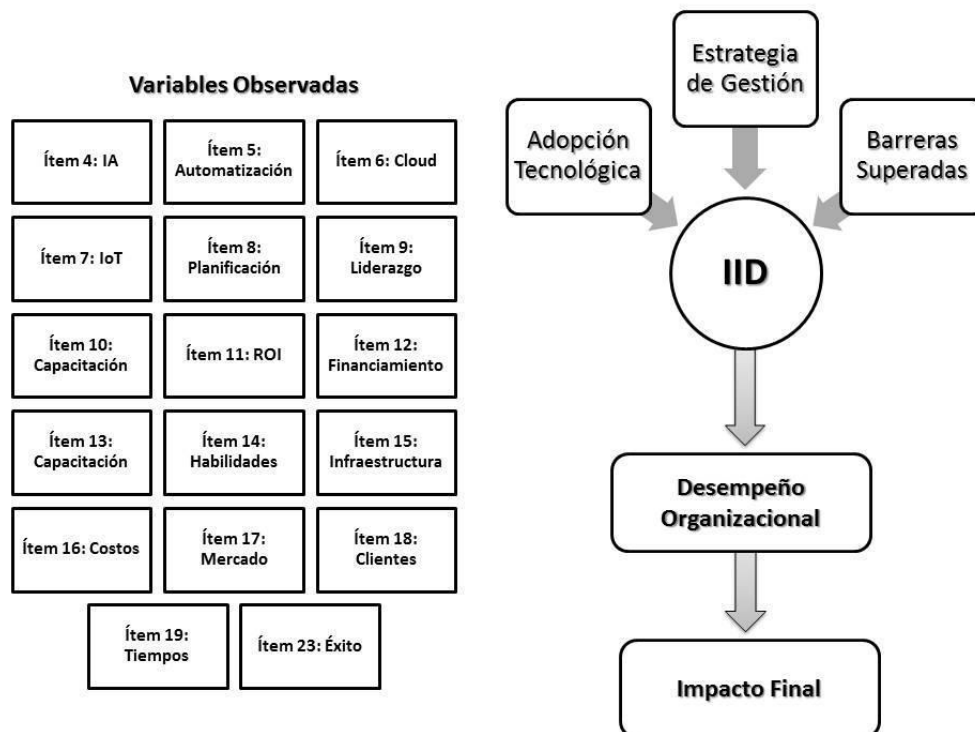 Variables Observadas
Ítem 4: IA
Ítem 5:
Automatización
Ítem 6: Cloud
Ítem 7: IoT
Ítem 8:
Planificación
Ítem 9:
Liderazgo
Ítem 10:
Capacitación
Ítem 11: ROI
Ítem 12:
Financiamiento
Ítem 13:
Capacitación
Ítem 14:
Habilidades
Ítem 15:
Infraestructura
Ítem 16: Costos
Ítem 17:
Mercado
Ítem 18:
Clientes
Ítem 19:
Tiempos
Ítem 23: Éxito
Estrategia
de Gestión
Adopción
Tecnológica
Barreras
Superadas
IID
Desempeño
Organizacional
Impacto Final